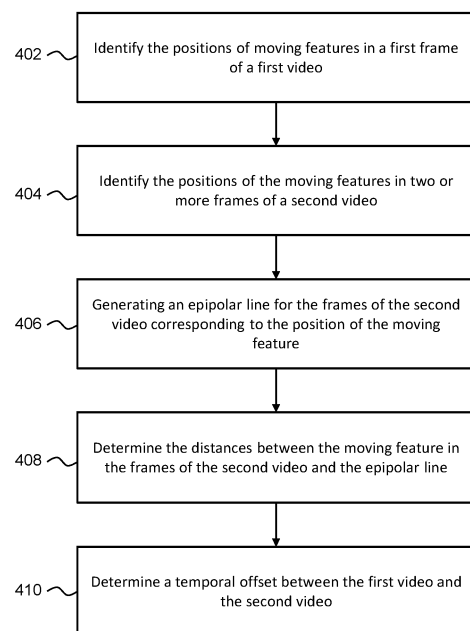 402
Identify the positions of moving features in a first frame
of a first video
404
Identify the positions of the moving features in two or
more frames of a second video
406
Generating an epipolar line for the frames of the second
video corresponding to the position of the moving
feature
408
Determine the distances between the moving feature in
the frames of the second video and the epipolar line
410
Determine a temporal offset between the first video and
the second video